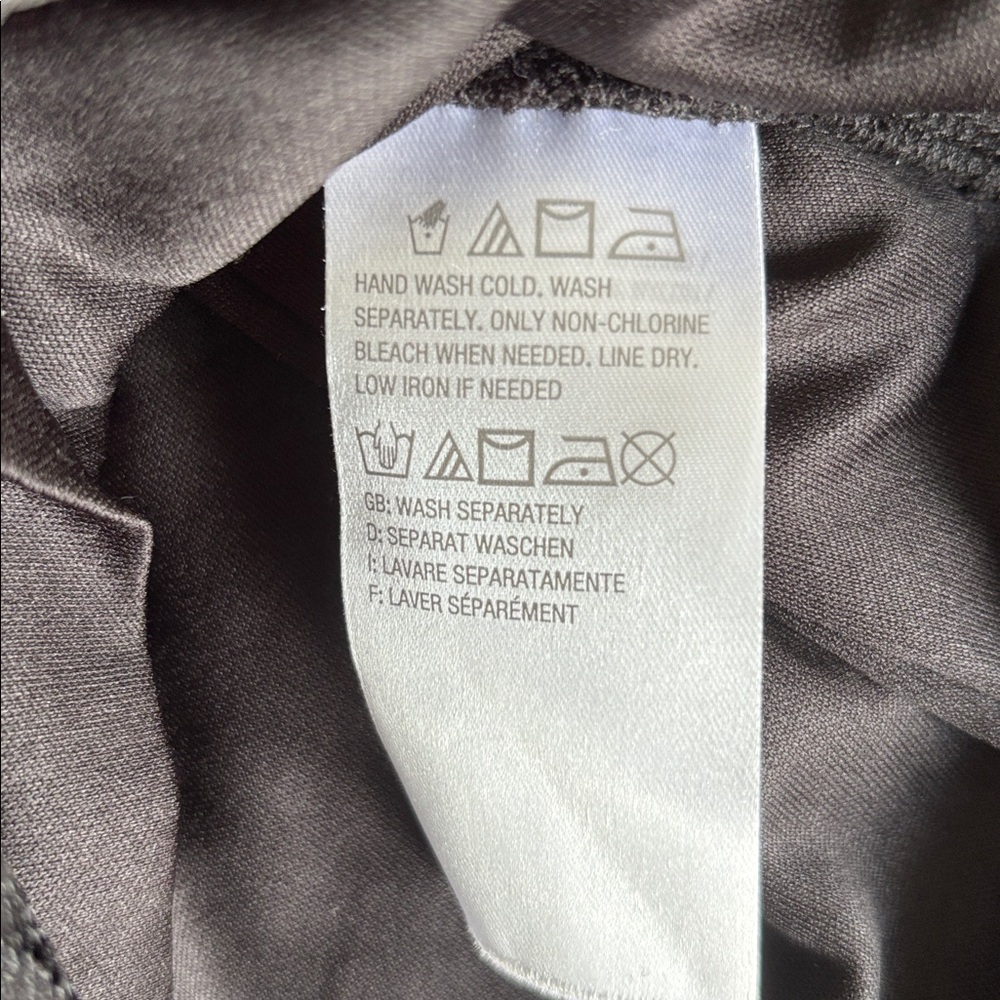 HAND WASH COLD. WASH
SEPARATELY. ONLY NON-CHLORINE
BLEACH WHEN NEEDED. LINE DRY.
LOW IRON IF NEEDED
GB: WASH SEPARATELY
D: SEPARAT WASCHEN
I: LAVARE SEPARATAMENTE
F: LAVER SÉPARÉMENT